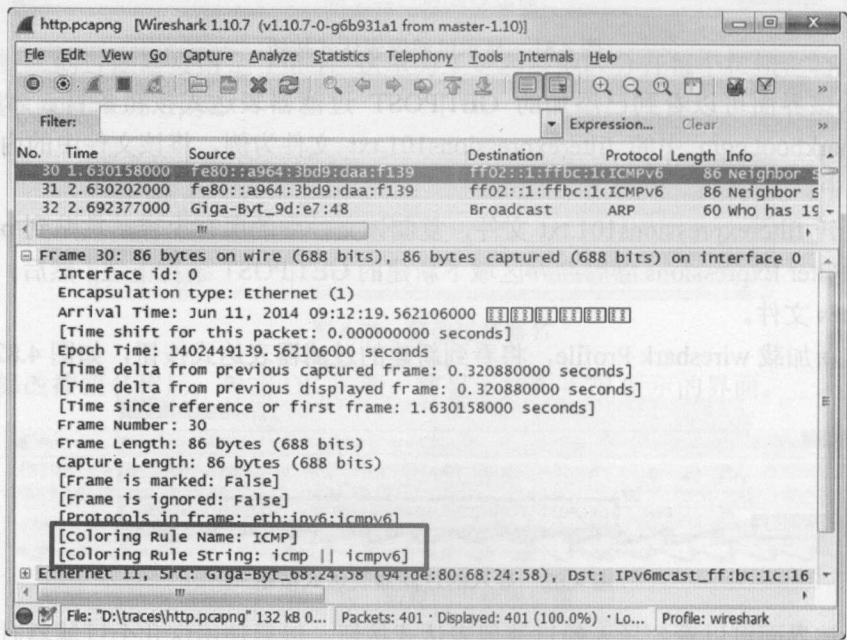 http.pcapng [Wireshark 1.10.7 (v1.10.7-0-g6b931a1 from master-1.10)]
File Edit View Go Capture Analyze Statistics Telephony Tools Internals Help
Filter: Expression... Clear »
No. Time Source Destination Protocol Length Info
30 1.630158000 fe80::a964:3bd9:daa:f139 ff02::1:ffbc:1c ICMPv6 86 Neighbor S
31 2.630202000 fe80::a964:3bd9:daa:f139 ff02::1:ffbc:1c ICMPv6 86 Neighbor S
32 2.692377000 Giga-Byt_9d:e7:48 Broadcast ARP 60 Who has 19
Frame 30: 86 bytes on wire (688 bits), 86 bytes captured (688 bits) on interface 0
Interface id: 0
Encapsulation type: Ethernet (1)
Arrival Time: Jun 11, 2014 09:12:19.562106000
[Time shift for this packet: 0.000000000 seconds]
Epoch Time: 1402449139.562106000 seconds
[Time delta from previous captured frame: 0.320880000 seconds]
[Time delta from previous displayed frame: 0.320880000 seconds]
[Time since reference or first frame: 1.630158000 seconds]
Frame Number: 30
Frame Length: 86 bytes (688 bits)
Capture Length: 86 bytes (688 bits)
[Frame is marked: False]
[Frame is ignored: False]
[Protocols in frame: eth:ipv6:icmpv6]
[Coloring Rule Name: ICMP]
[Coloring Rule String: icmp || icmpv6]
Ethernet II, Src: Giga-Byt_68:24:58 (94:de:80:68:24:58), Dst: IPv6mcast_ff:bc:1c:16
File: "D:\traces\http.pcapng" 132 kB 0... Packets: 401 · Displayed: 401 (100.0%) · Lo... Profile: wireshark